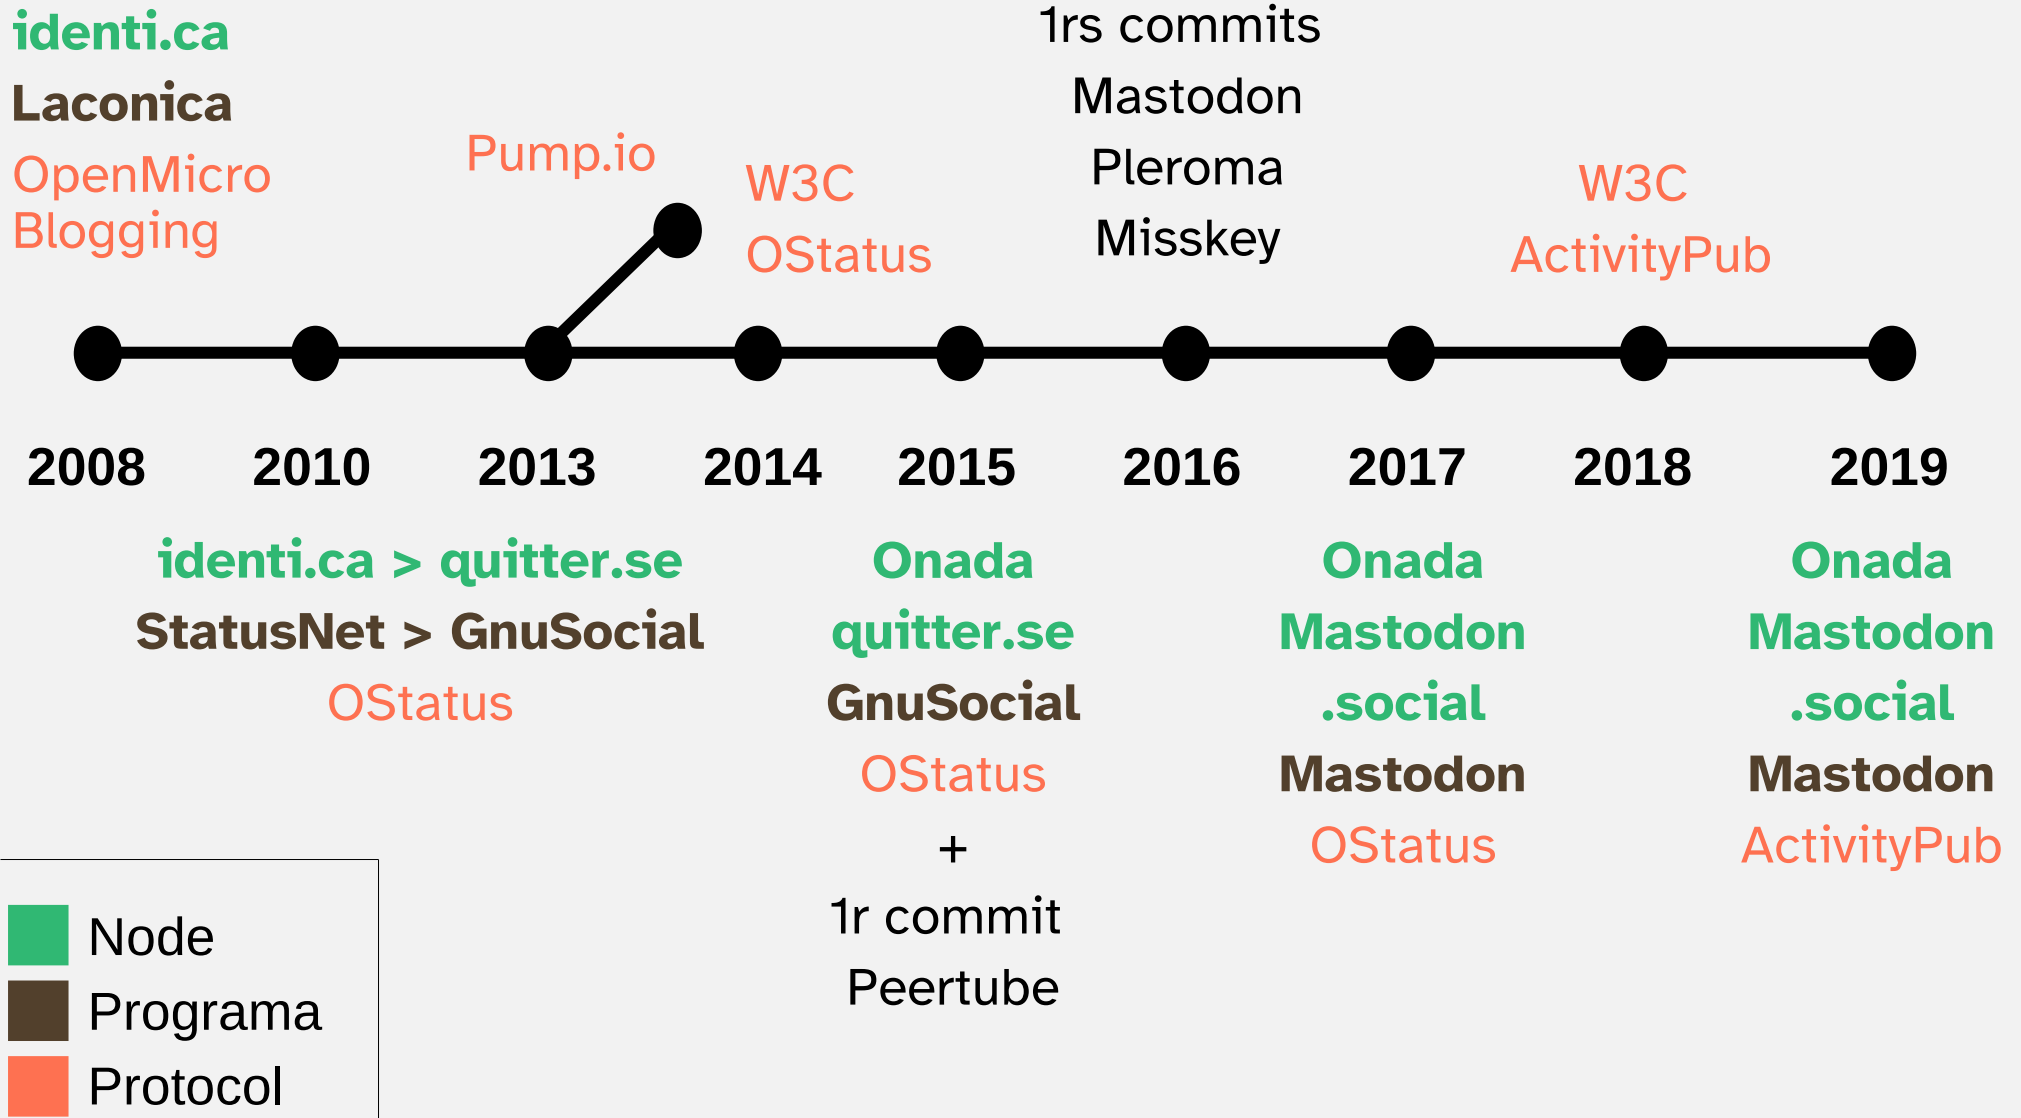 identi.ca
Laconica
OpenMicro
Blogging
Pump.io
W3C
OStatus
1rs commits
Mastodon
Pleroma
Misskey
W3C
ActivityPub
2008 2010 2013 2014 2015 2016 2017 2018 2019
identi.ca > quitter.se
StatusNet > GnuSocial
OStatus
Onada
quitter.se
GnuSocial
OStatus
+
1r commit
Peertube
Onada
Mastodon
.social
Mastodon
OStatus
Onada
Mastodon
.social
Mastodon
ActivityPub
Node
Programa
Protocol